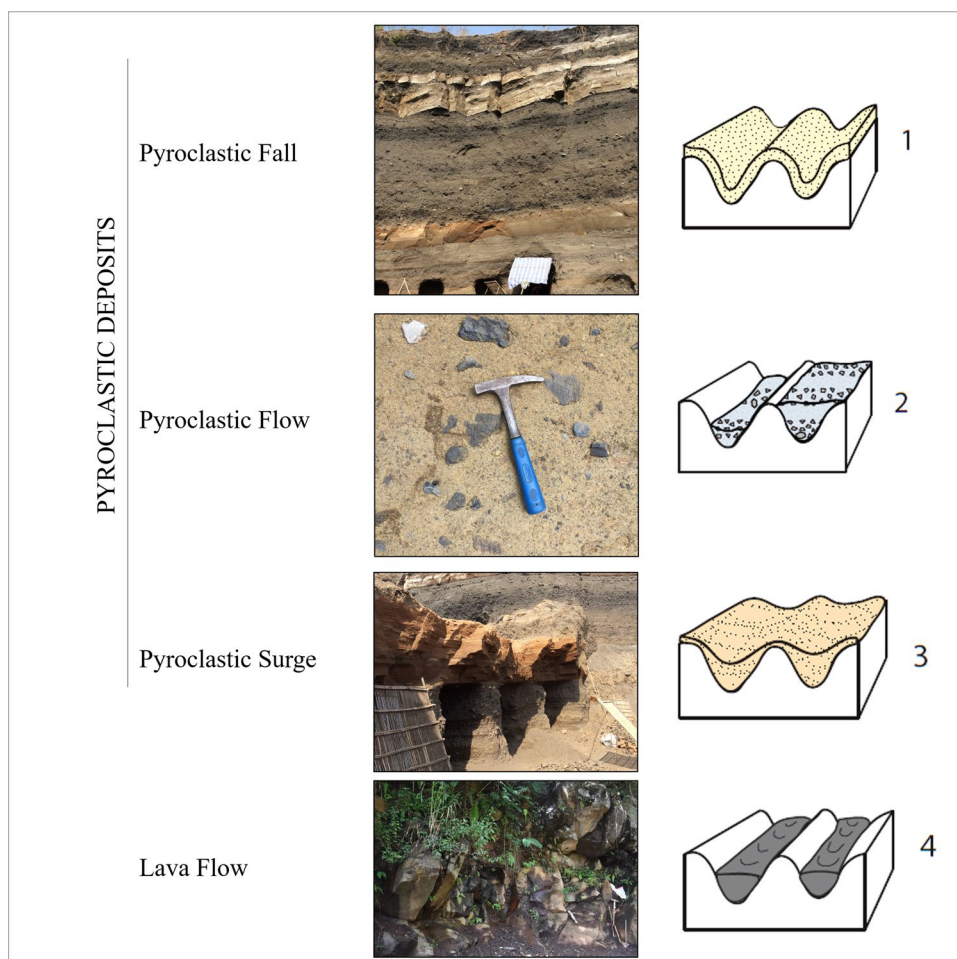 PYROCLASTIC DEPOSITS
Pyroclastic Fall
1
Pyroclastic Flow
2
Pyroclastic Surge
3
Lava Flow
4